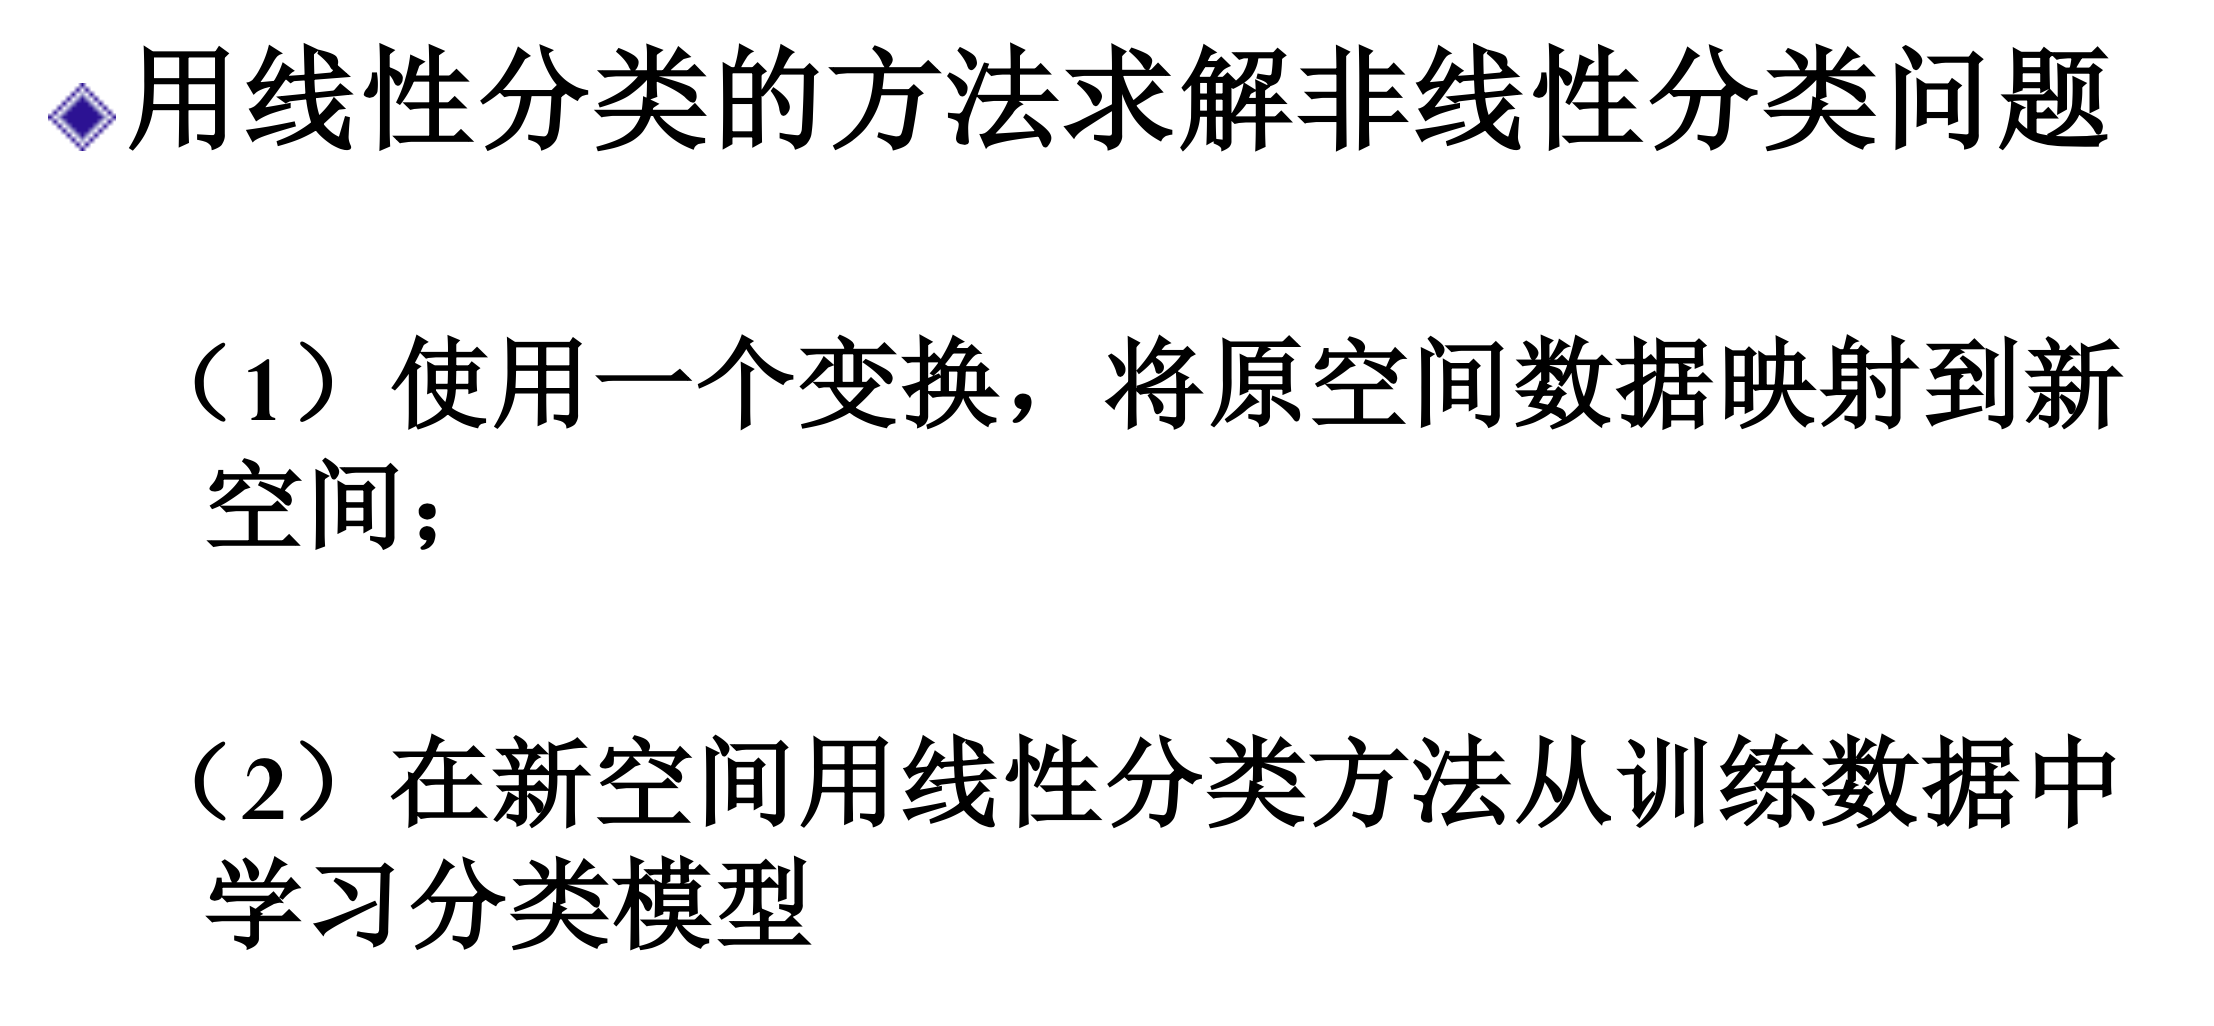 用线性分类的方法求解非线性分类问题
（1）使用一个变换，将原空间数据映射到新
空间；
（2）在新空间用线性分类方法从训练数据中
学习分类模型